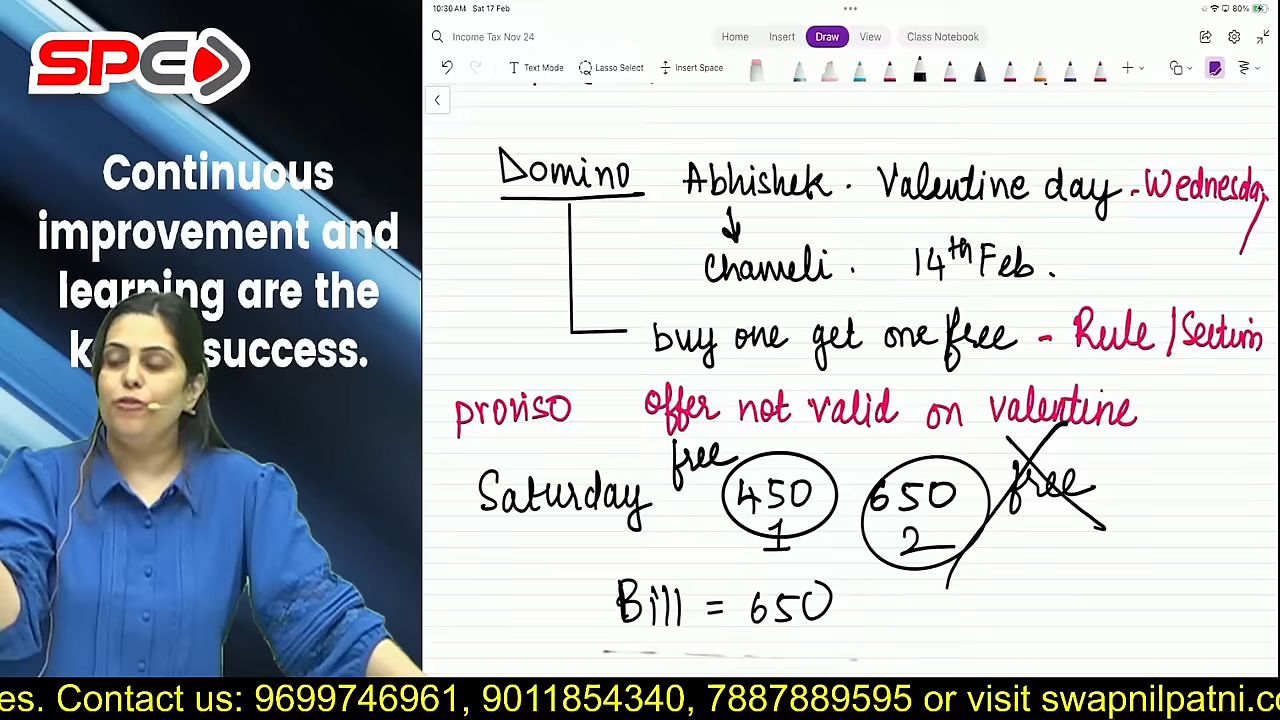 SPE
Continuous
improvement and
learning are the
k success.
10:30 AM Sat 17 Feb
80%
Income Tax Nov 24
Home Insert Draw View Class Notebook
Text Mode Lasso Select Insert Space
Domino Abhishek. Valentine day - Wednesday
Chameli. 14th Feb.
buy one get one free - Rule / Section
proviso offer not valid on valentine
free
Saturday 450 650 free
1 2
Bill = 650
es. Contact us: 9699746961, 9011854340, 7887889595 or visit swapnilpatni.co